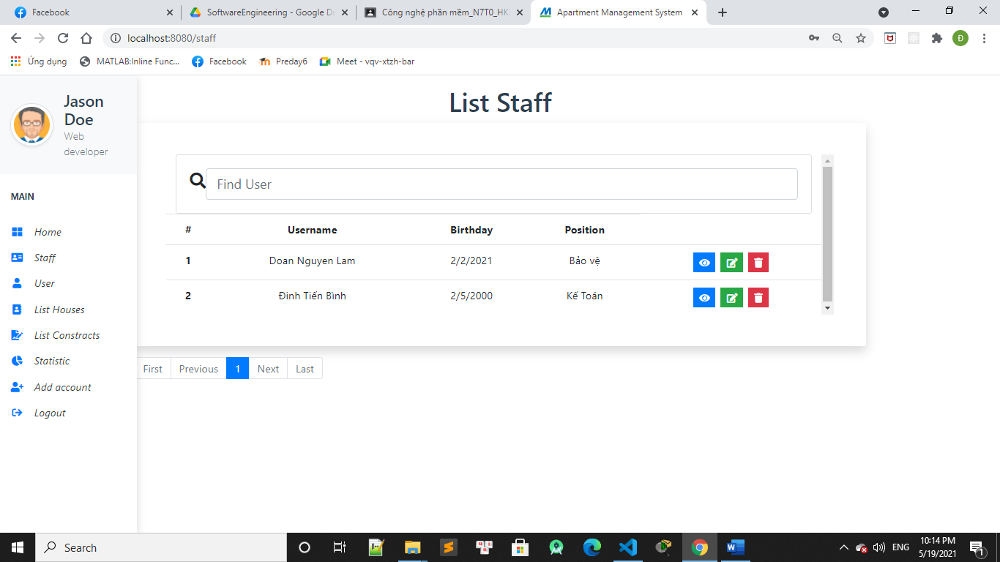 Facebook
SoftwareEngineering - Google D
Công nghệ phần mềm_N7T0_HK
Apartment Management System
localhost:8080/staff
Đ
Ứng dụng
MATLAB:Inline Func...
Facebook
Preday6
Meet - vqv-xtzh-bar
Jason
Doe
Web
developer
MAIN
Home
Staff
User
List Houses
List Constracts
Statistic
Add account
Logout
List Staff
Find User
# Username Birthday Position
1 Doan Nguyen Lam 2/2/2021 Bảo vệ
2 Đinh Tiến Bình 2/5/2000 Kế Toán
First Previous 1 Next Last
Search
ENG
10:14 PM
5/19/2021
1